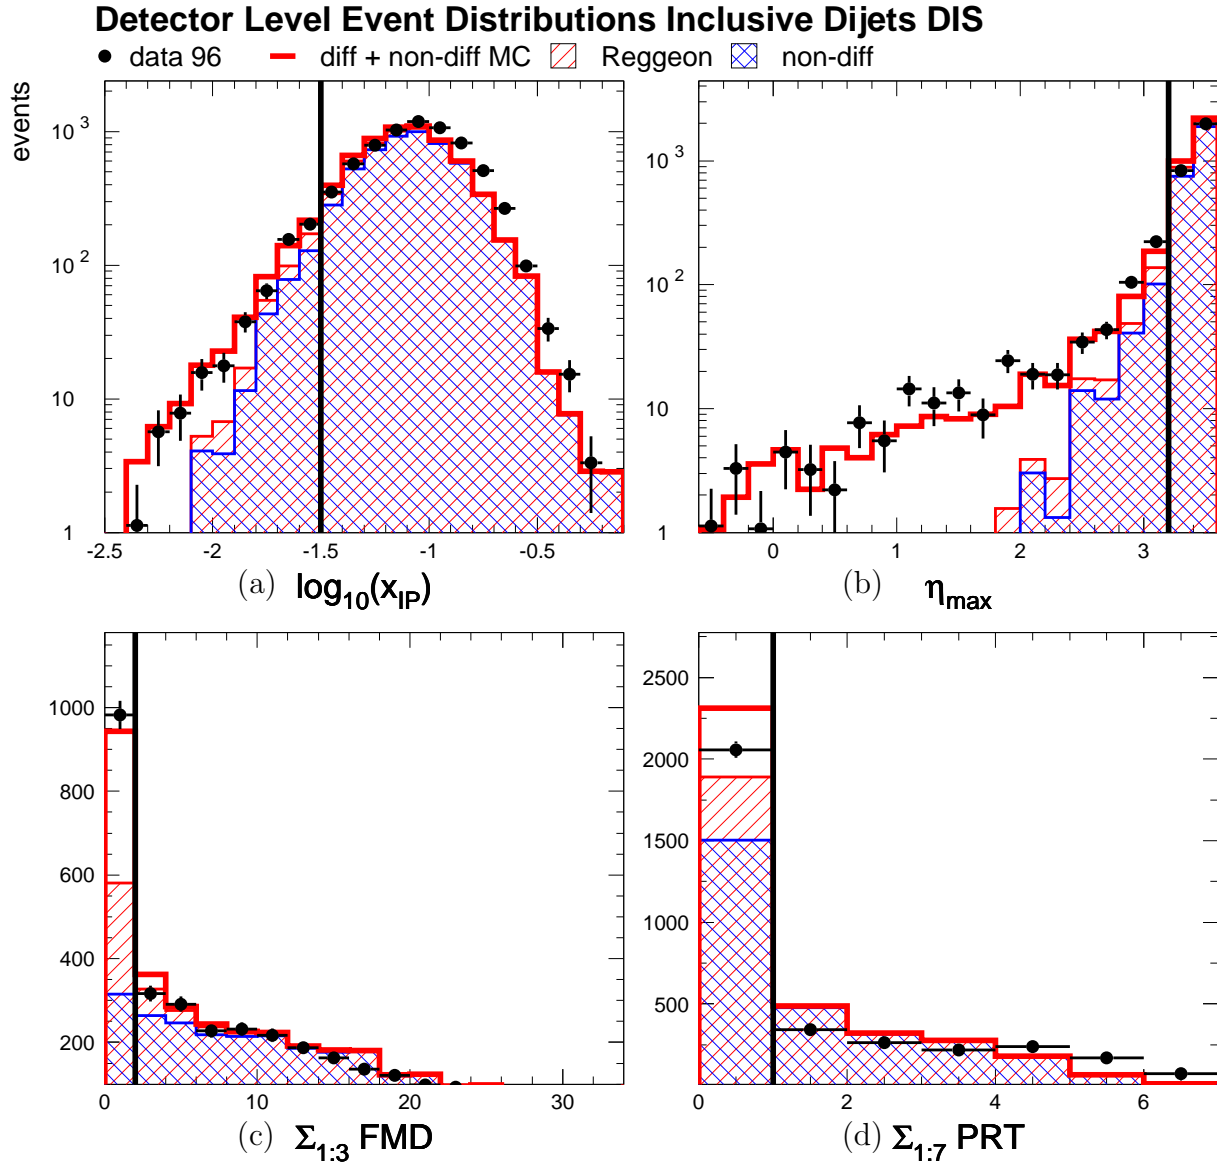 Detector Level Event Distributions Inclusive Dijets DIS
data 96 diff + non-diff MC Reggeon non-diff
events
10³
10²
10
1
-2.5 -2 -1.5 -1 -0.5
(a) log₁₀(x_IP)
10³
10²
10
1
0 1 2 3
(b) η_max
1000
800
600
400
200
0 10 20 30
(c) Σ₁:₃ FMD
2500
2000
1500
1000
500
0 2 4 6
(d) Σ₁:₇ PRT